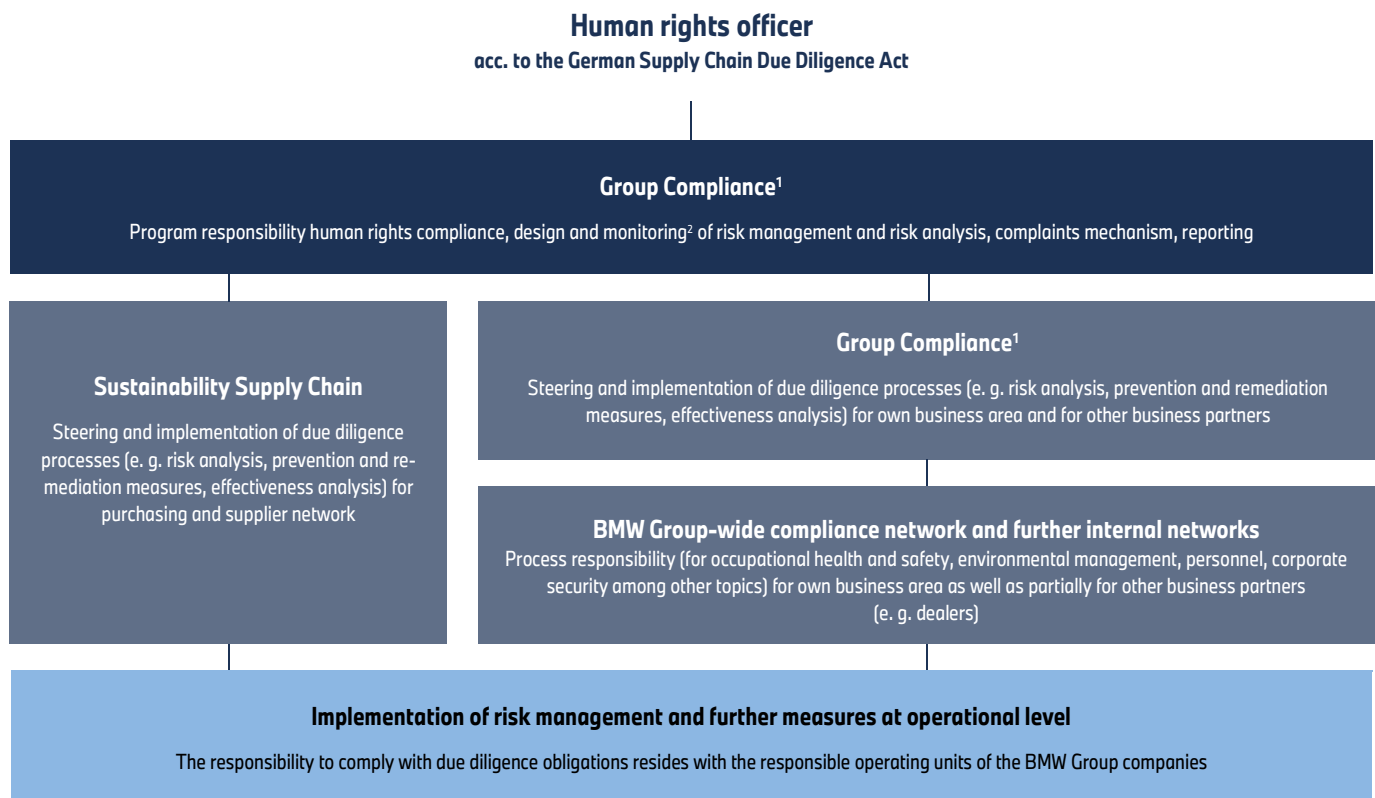 Human rights officer
acc. to the German Supply Chain Due Diligence Act
Group Compliance¹
Program responsibility human rights compliance, design and monitoring² of risk management and risk analysis, complaints mechanism, reporting
Sustainability Supply Chain
Steering and implementation of due diligence
processes (e. g. risk analysis, prevention and re-
mediation measures, effectiveness analysis) for
purchasing and supplier network
Group Compliance¹
Steering and implementation of due diligence processes (e. g. risk analysis, prevention and remediation
measures, effectiveness analysis) for own business area and for other business partners
BMW Group-wide compliance network and further internal networks
Process responsibility (for occupational health and safety, environmental management, personnel, corporate
security among other topics) for own business area as well as partially for other business partners
(e. g. dealers)
Implementation of risk management and further measures at operational level
The responsibility to comply with due diligence obligations resides with the responsible operating units of the BMW Group companies